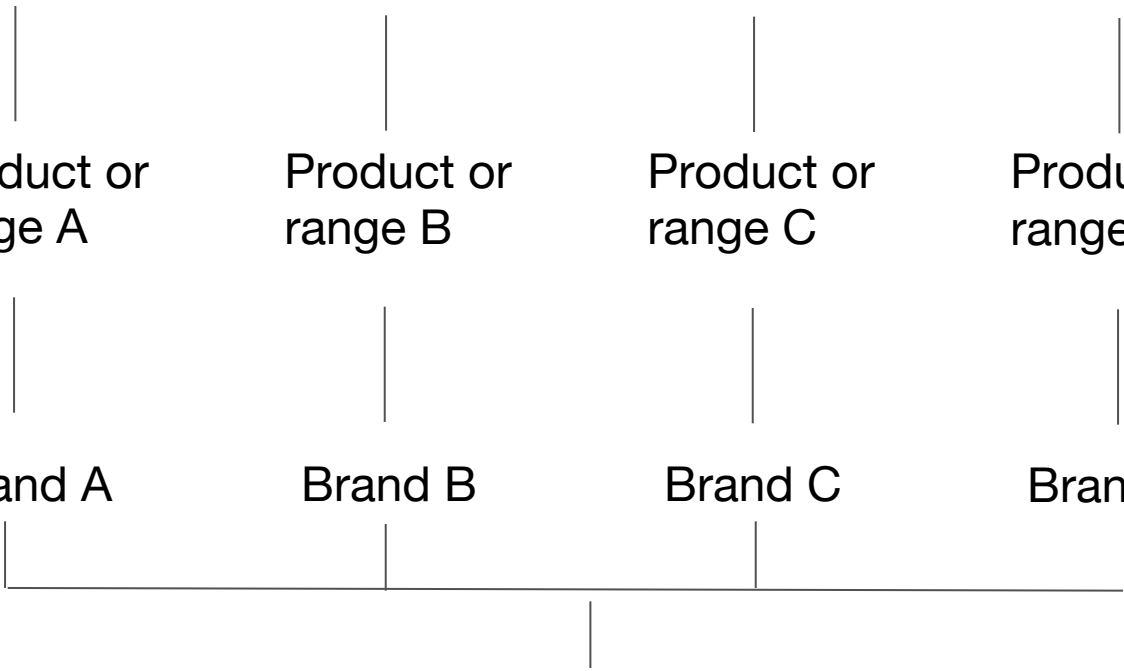 duct or
ge A
Product or
range B
Product or
range C
Produ
range
and A
Brand B
Brand C
Bran